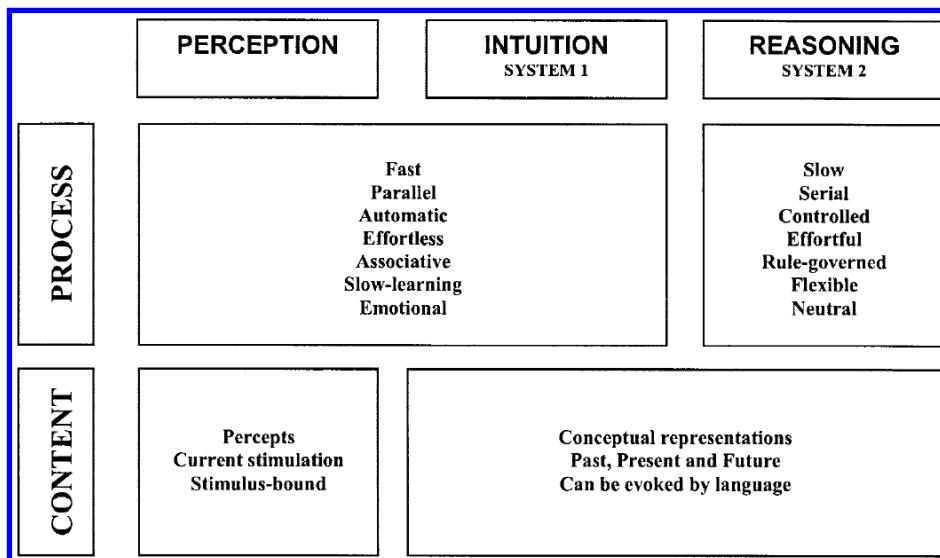 PERCEPTION
INTUITION
SYSTEM 1
REASONING
SYSTEM 2
PROCESS
Fast
Parallel
Automatic
Effortless
Associative
Slow-learning
Emotional
Slow
Serial
Controlled
Effortful
Rule-governed
Flexible
Neutral
CONTENT
Percepts
Current stimulation
Stimulus-bound
Conceptual representations
Past, Present and Future
Can be evoked by language